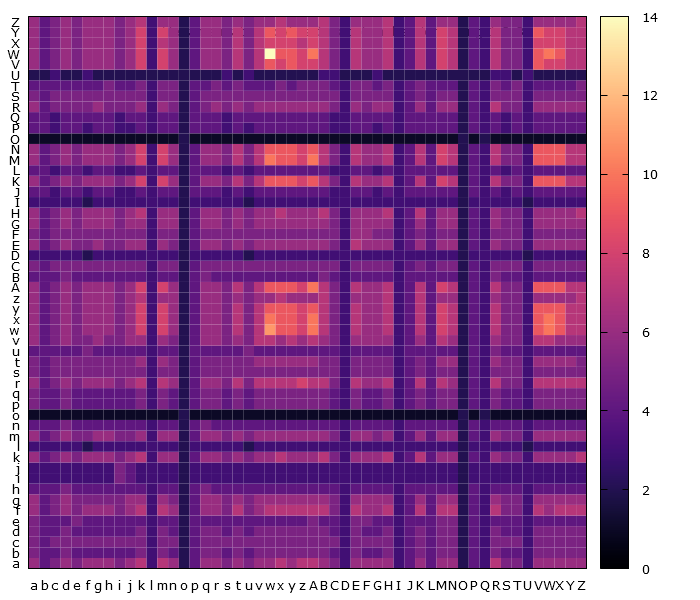 Z
Y
X
W
V
U
T
S
R
Q
P
O
N
M
L
K
J
I
H
G
F
E
D
C
B
A
z
y
x
w
v
u
t
s
r
q
p
o
n
m
l
k
j
i
h
g
f
e
d
c
b
a
a b c d e f g h i j k l m n o p q r s t u v w x y z A B C D E F G H I J K L M N O P Q R S T U V W X Y Z
14
12
10
8
6
4
2
0